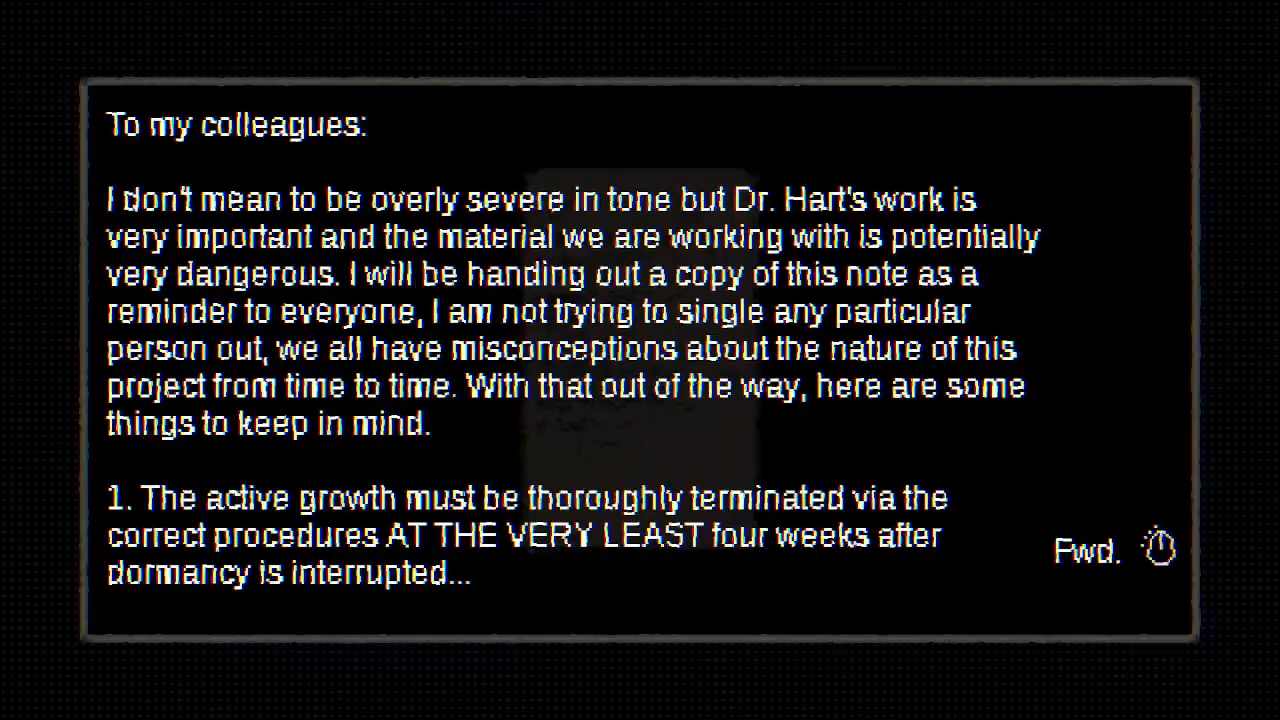 To my colleagues:
I don't mean to be overly severe in tone but Dr. Hart's work is
very important and the material we are working with is potentially
very dangerous. I will be handing out a copy of this note as a
reminder to everyone, I am not trying to single any particular
person out, we all have misconceptions about the nature of this
project from time to time. With that out of the way, here are some
things to keep in mind.
1. The active growth must be thoroughly terminated via the
correct procedures AT THE VERY LEAST four weeks after
dormancy is interrupted...
Fwd.